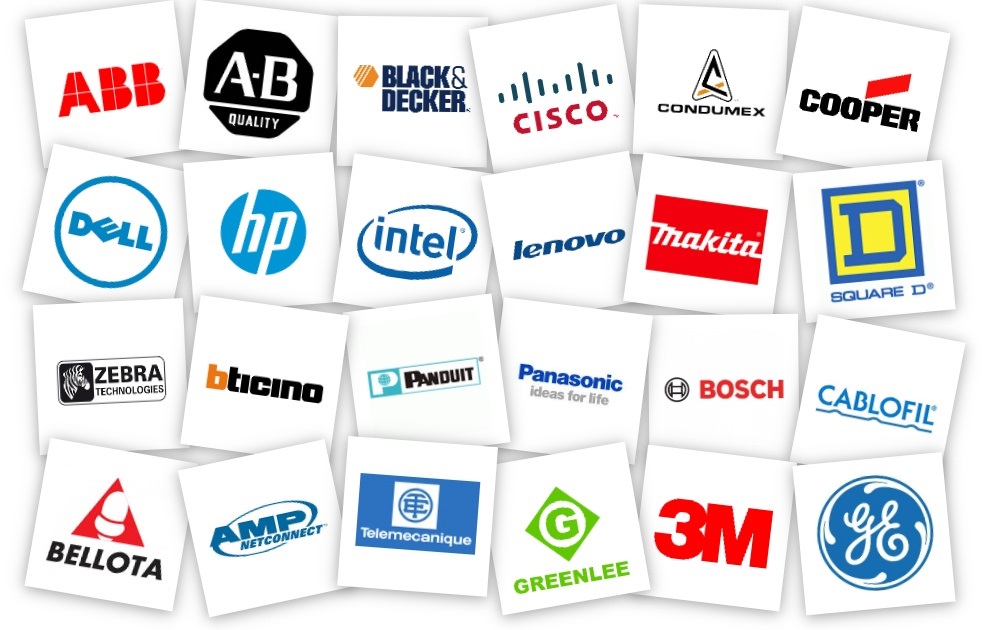 ABB
A-B
QUALITY
BLACK&
DECKER
CISCO
CONDUMEX
COOPER
DELL
hp
intel
lenovo
makita
D
SQUARE D
ZEBRA
TECHNOLOGIES
bticino
P PANDUIT
Panasonic
ideas for life
BOSCH
CABLOFIL
BELLOTA
AMP
NETCONNECT
TE
Telemecanique
G
GREENLEE
3M
GE